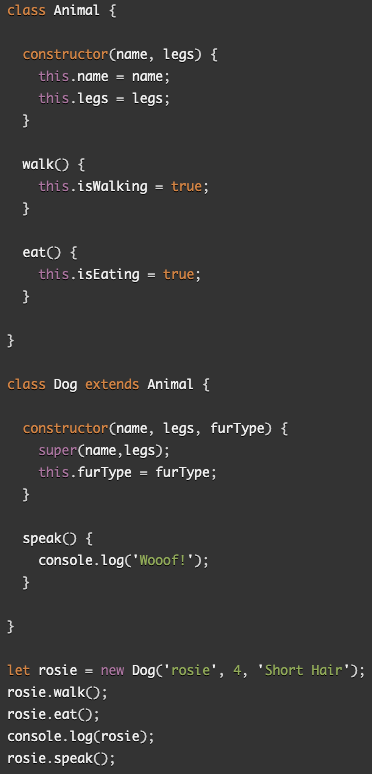 class Animal {
constructor(name, legs) {
this.name = name;
this.legs = legs;
}
walk() {
this.isWalking = true;
}
eat() {
this.isEating = true;
}
}
class Dog extends Animal {
constructor(name, legs, furType) {
super(name,legs);
this.furType = furType;
}
speak() {
console.log('Wooof!');
}
}
let rosie = new Dog('rosie', 4, 'Short Hair');
rosie.walk();
rosie.eat();
console.log(rosie);
rosie.speak();